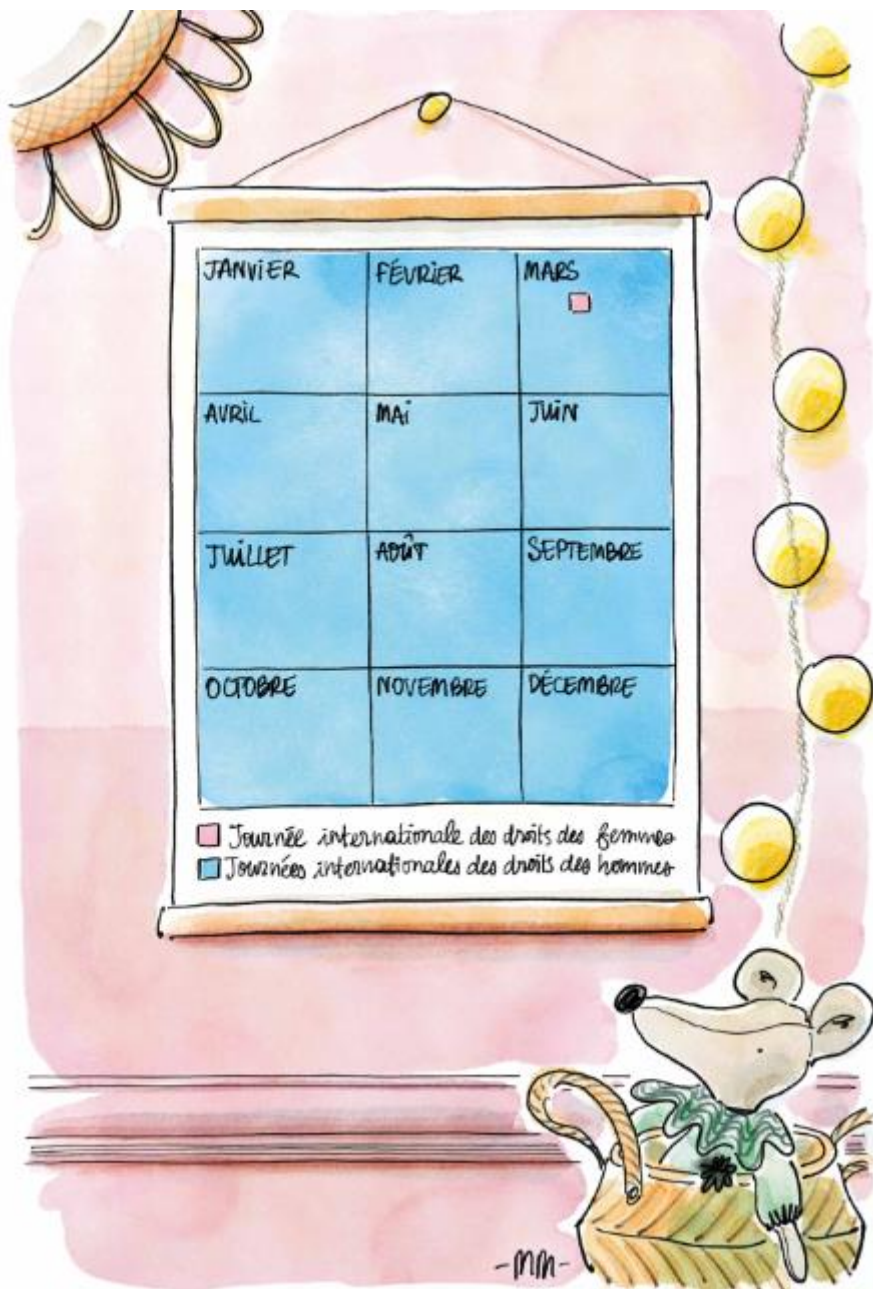 JANVIER
FÉVRIER
MARS
AVRIL
MAI
JUIN
JUILLET
AOÛT
SEPTEMBRE
OCTOBRE
NOVEMBRE
DÉCEMBRE
Journée internationale des droits des femmes
Journées internationales des droits des hommes
-MM-